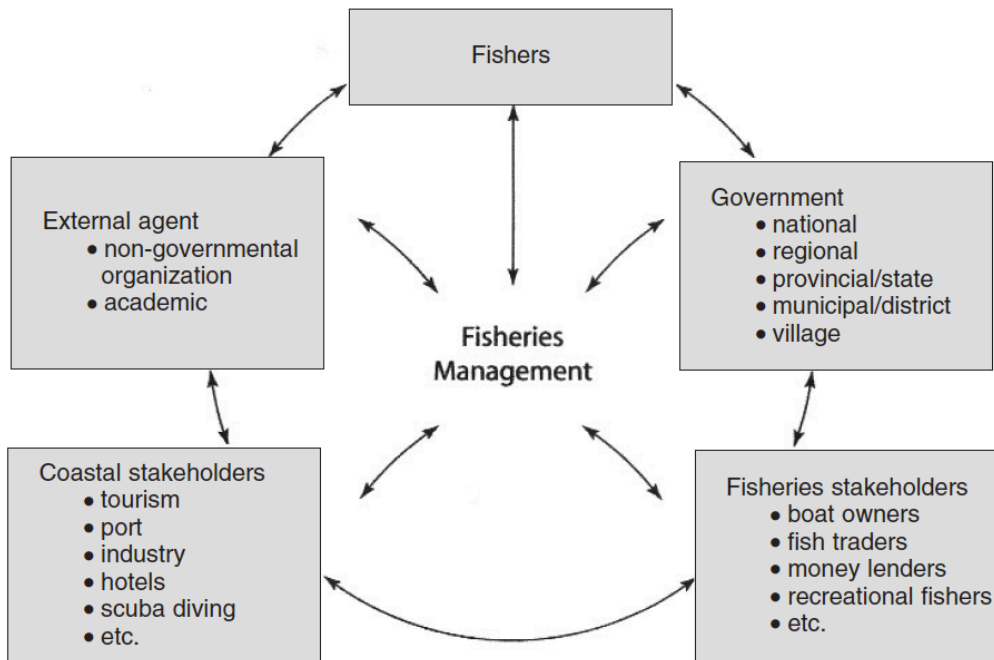 Fishers
External agent
• non-governmental
organization
• academic
Government
• national
• regional
• provincial/state
• municipal/district
• village
Fisheries
Management
Coastal stakeholders
• tourism
• port
• industry
• hotels
• scuba diving
• etc.
Fisheries stakeholders
• boat owners
• fish traders
• money lenders
• recreational fishers
• etc.